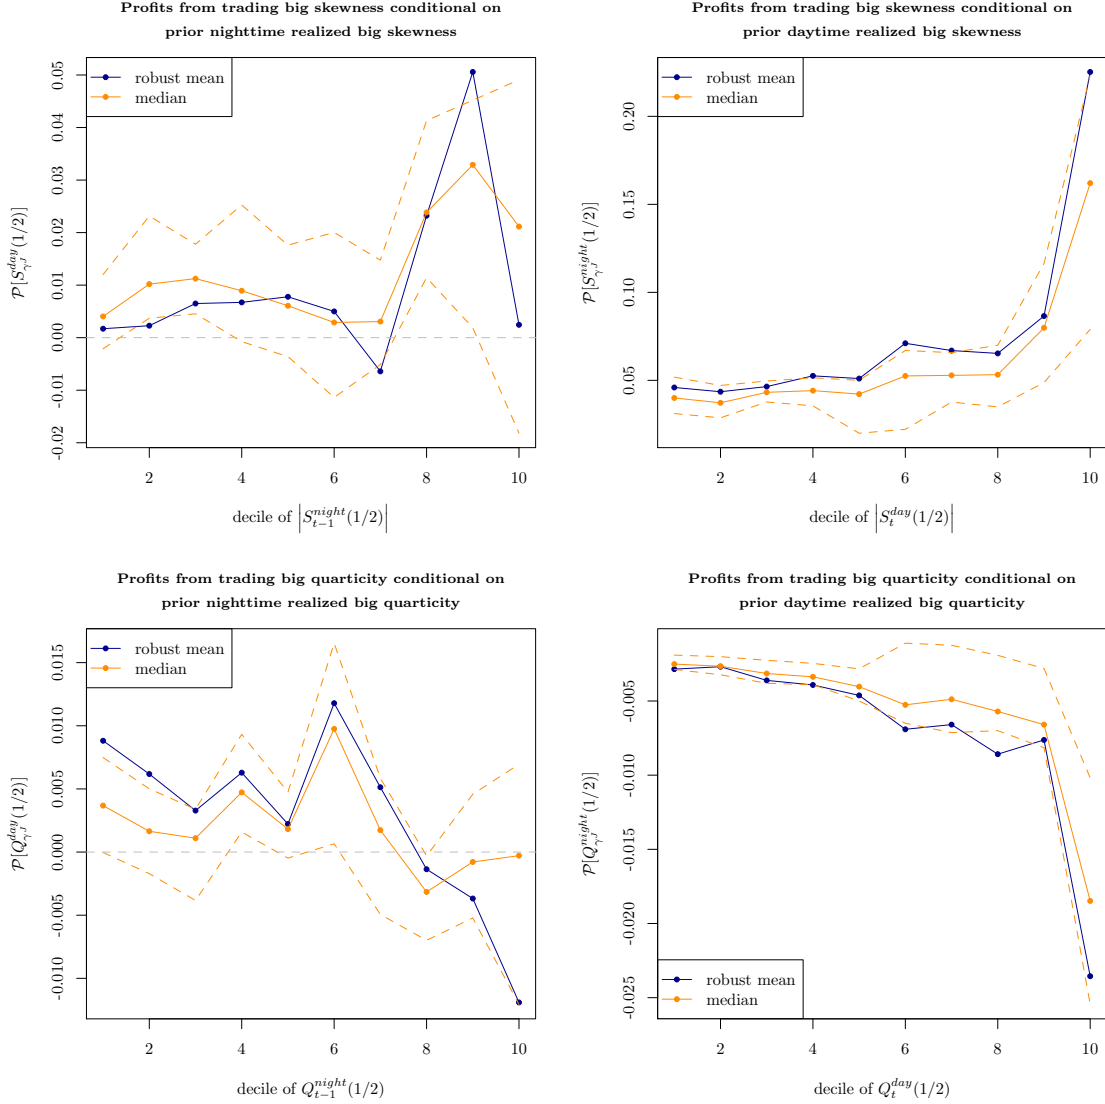 Profits from trading big skewness conditional on
prior nighttime realized big skewness
robust mean
median
0.05
0.04
0.03
0.02
0.01
0.00
-0.01
-0.02
𝒫[S^{day}_{γ^J}(1/2)]
2 4 6 8 10
decile of |S^{night}_{t−1}(1/2)|
Profits from trading big skewness conditional on
prior daytime realized big skewness
robust mean
median
0.20
0.15
0.10
0.05
𝒫[S^{night}_{γ^J}(1/2)]
2 4 6 8 10
decile of |S^{day}_{t}(1/2)|
Profits from trading big quarticity conditional on
prior nighttime realized big quarticity
robust mean
median
0.015
0.010
0.005
0.000
-0.005
-0.010
𝒫[Q^{day}_{γ^J}(1/2)]
2 4 6 8 10
decile of Q^{night}_{t−1}(1/2)
Profits from trading big quarticity conditional on
prior daytime realized big quarticity
-0.005
-0.010
-0.015
-0.020
-0.025
𝒫[Q^{night}_{γ^J}(1/2)]
robust mean
median
2 4 6 8 10
decile of Q^{day}_{t}(1/2)